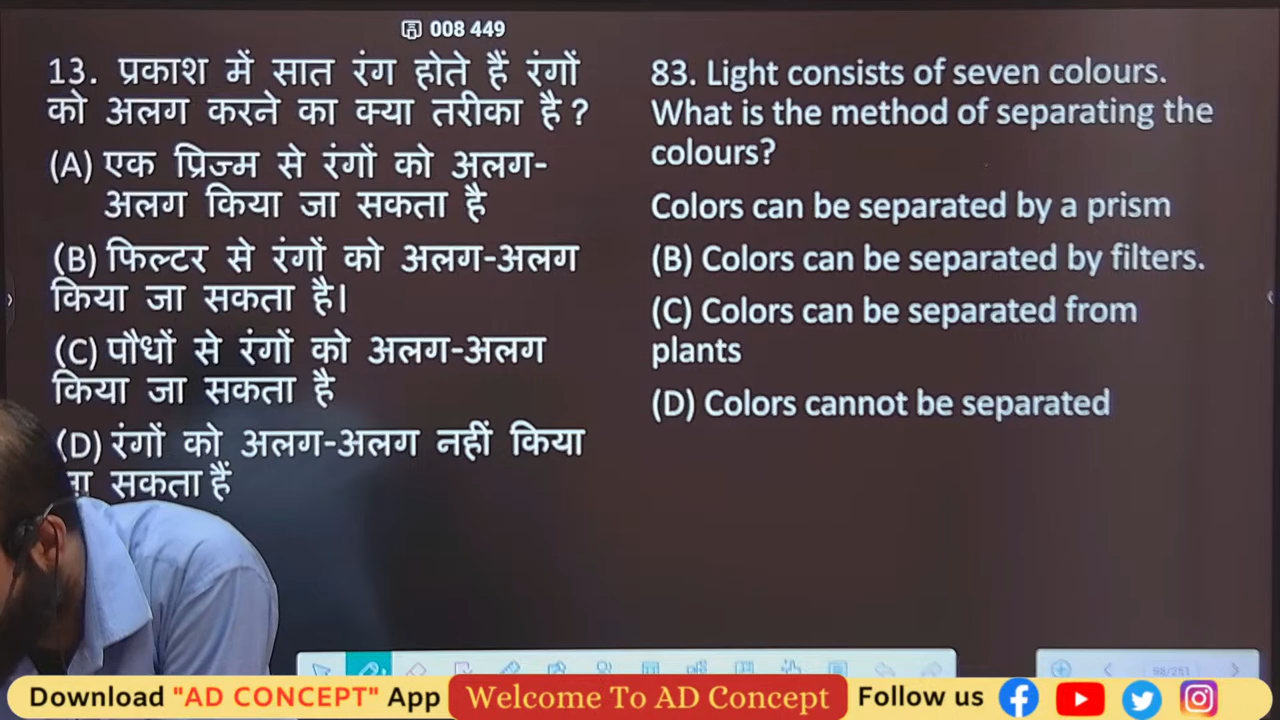 008 449
13. प्रकाश में सात रंग होते हैं रंगों
को अलग करने का क्या तरीका है ?
(A) एक प्रिज्म से रंगों को अलग-
अलग किया जा सकता है
(B) फिल्टर से रंगों को अलग-अलग
किया जा सकता है।
(C) पौधों से रंगों को अलग-अलग
किया जा सकता है
(D) रंगों को अलग-अलग नहीं किया
सकता हैं
83. Light consists of seven colours.
What is the method of separating the
colours?
Colors can be separated by a prism
(B) Colors can be separated by filters.
(C) Colors can be separated from
plants
(D) Colors cannot be separated
98/251
Download "AD CONCEPT" App
Welcome To AD Concept
Follow us